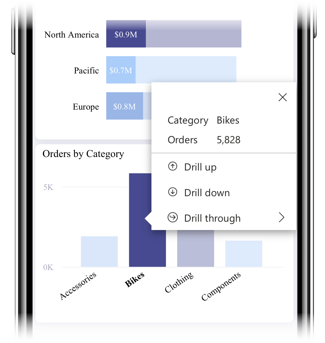 North America
$0.9M
Pacific
$0.7M
Europe
$0.8M
Category Bikes
Orders 5,828
Drill up
Drill down
Drill through
Orders by Category
5K
0K
Accessories
Bikes
Clothing
Components